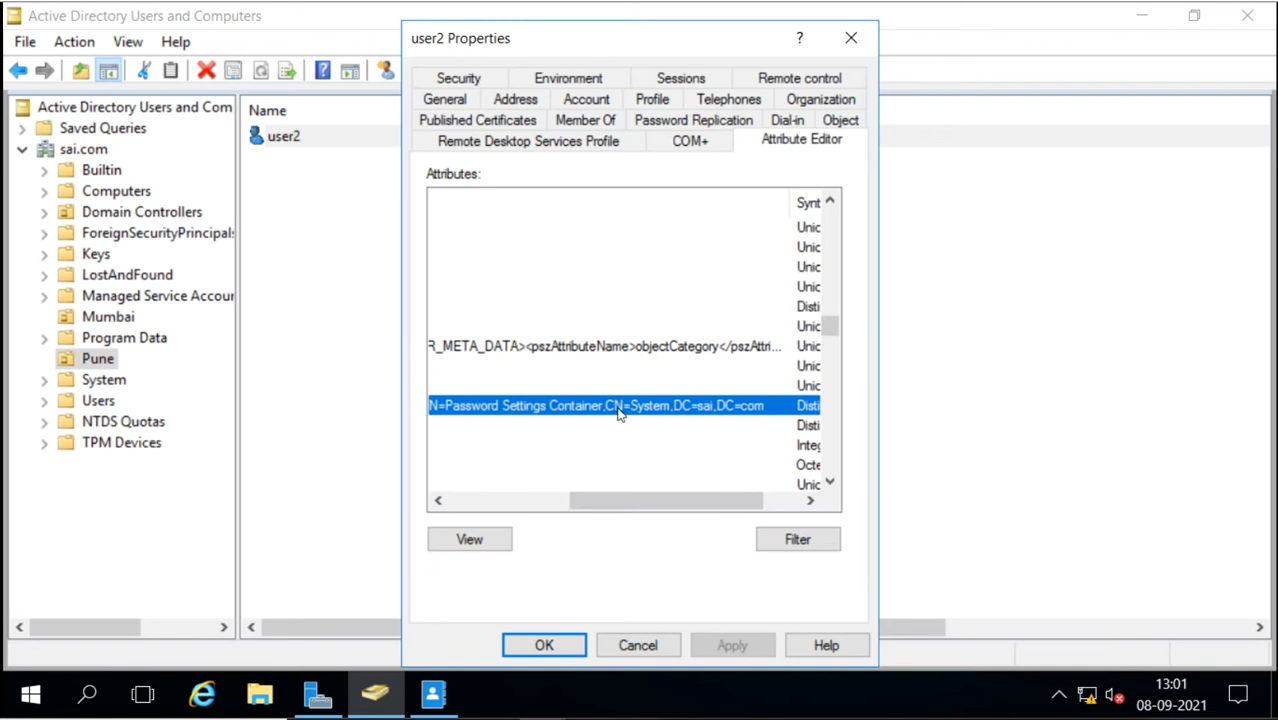 Active Directory Users and Computers
File Action View Help
Active Directory Users and Com
Saved Queries
sai.com
Builtin
Computers
Domain Controllers
ForeignSecurityPrincipals
Keys
LostAndFound
Managed Service Accou
Mumbai
Program Data
Pune
System
Users
NTDS Quotas
TPM Devices
Name
user2
user2 Properties
Security Environment Sessions Remote control
General Address Account Profile Telephones Organization
Published Certificates Member Of Password Replication Dial-in Object
Remote Desktop Services Profile COM+ Attribute Editor
Attributes:
Synt
Unic
Unic
Unic
Unic
Disti
Unic
R_META_DATA><pszAttributeName>objectCategory</pszAttri... Unic
Unic
Unic
N=Password Settings Container,CN=System,DC=sai,DC=com Disti
Disti
Integ
Octe
Unic
View Filter
OK Cancel Apply Help
13:01
08-09-2021